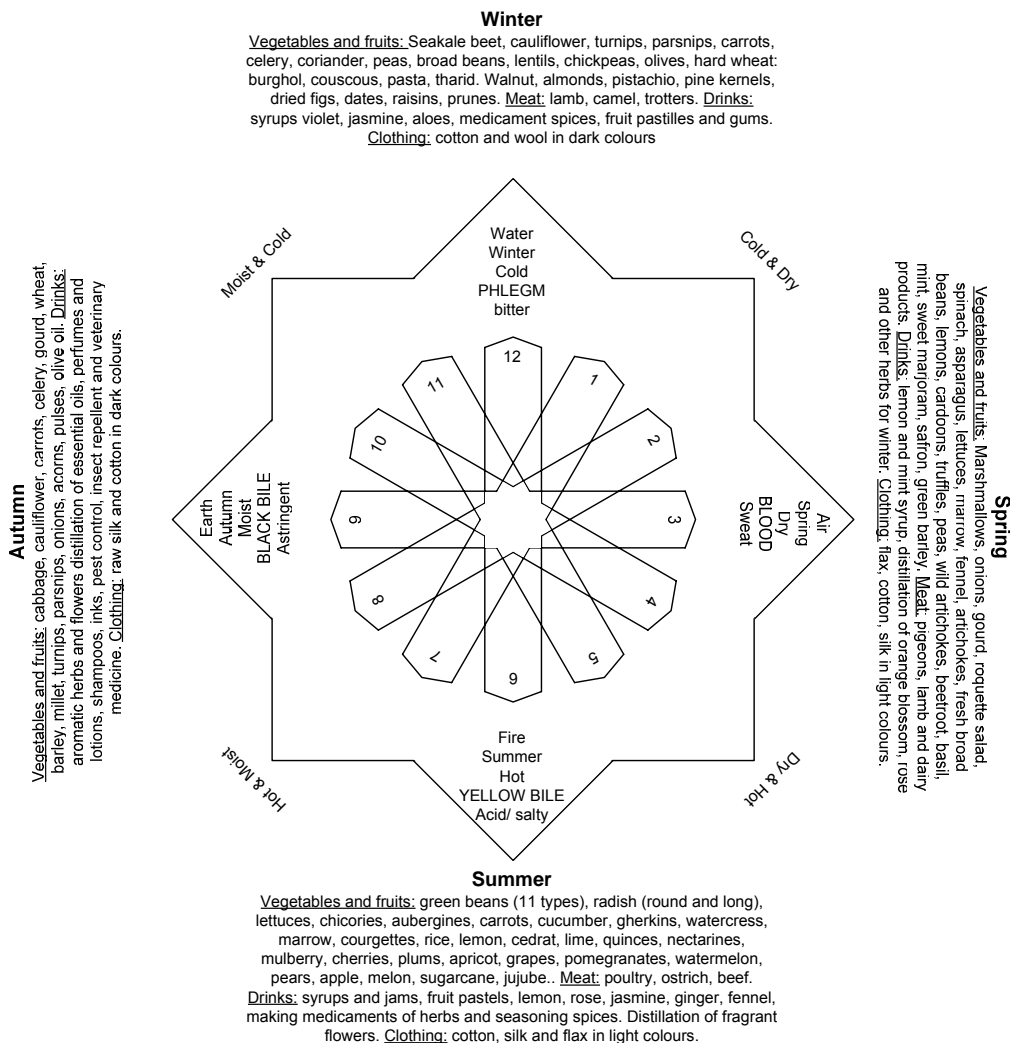 Winter
Vegetables and fruits: Seakale beet, cauliflower, turnips, parsnips, carrots,
celery, coriander, peas, broad beans, lentils, chickpeas, olives, hard wheat:
burghol, couscous, pasta, tharid. Walnut, almonds, pistachio, pine kernels,
dried figs, dates, raisins, prunes. Meat: lamb, camel, trotters. Drinks:
syrups violet, jasmine, aloes, medicament spices, fruit pastilles and gums.
Clothing: cotton and wool in dark colours
Moist & Cold
Cold & Dry
Water
Winter
Cold
PHLEGM
bitter
12
1
2
3
4
5
6
7
8
9
10
11
Air
Spring
Dry
BLOOD
Sweat
Spring
Vegetables and fruits: Marshmallows, onions, gourd, roquette salad,
spinach, asparagus, lettuces, marrow, fennel, artichokes, fresh broad
beans, lemons, cardoons, truffles, peas, wild artichokes, beetroot, basil,
mint, sweet marjoram, saffron, green barley. Meat: pigeons, lamb and dairy
products. Drinks: lemon and mint syrup, distillation of orange blossom, rose
and other herbs for winter. Clothing: flax, cotton, silk in light colours.
Earth
Autumn
Moist
BLACK BILE
Astringent
Autumn
Vegetables and fruits: cabbage, cauliflower, carrots, celery, gourd, wheat,
barley, millet, turnips, parsnips, onions, acorns, pulses, olive oil. Drinks:
aromatic herbs and flowers distillation of essential oils, perfumes and
lotions, shampoos, inks, pest control, insect repellent and veterinary
medicine. Clothing: raw silk and cotton in dark colours.
Fire
Summer
Hot
YELLOW BILE
Acid/ salty
Hot & Moist
Dry & Hot
Summer
Vegetables and fruits: green beans (11 types), radish (round and long),
lettuces, chicories, aubergines, carrots, cucumber, gherkins, watercress,
marrow, courgettes, rice, lemon, cedrat, lime, quinces, nectarines,
mulberry, cherries, plums, apricot, grapes, pomegranates, watermelon,
pears, apple, melon, sugarcane, jujube.. Meat: poultry, ostrich, beef.
Drinks: syrups and jams, fruit pastels, lemon, rose, jasmine, ginger, fennel,
making medicaments of herbs and seasoning spices. Distillation of fragrant
flowers. Clothing: cotton, silk and flax in light colours.